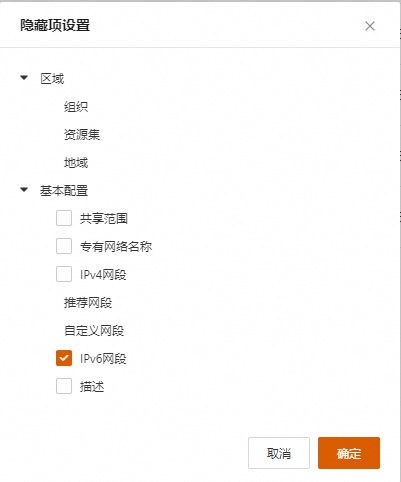 隐藏项设置
区域
组织
资源集
地域
基本配置
共享范围
专有网络名称
IPv4网段
推荐网段
自定义网段
IPv6网段
描述
取消
确定